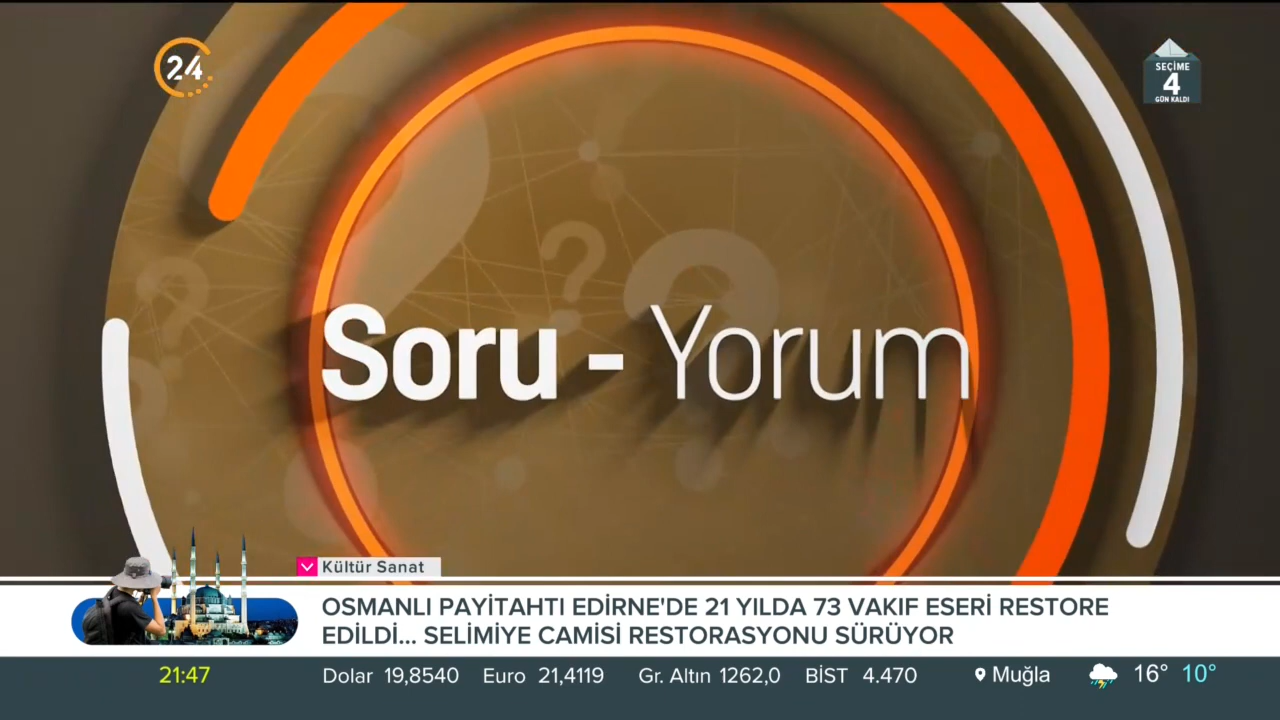 24
SEÇİME
4
GÜN KALDI
Soru - Yorum
Kültür Sanat
OSMANLI PAYİTAHTI EDİRNE'DE 21 YILDA 73 VAKIF ESERİ RESTORE
EDİLDİ... SELİMİYE CAMİSİ RESTORASYONU SÜRÜYOR
21:47 Dolar 19,8540 Euro 21,4119 Gr. Altın 1262,0 BİST 4.470 Muğla 16° 10°